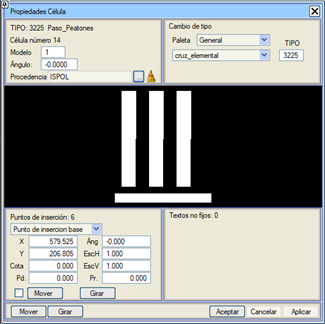 Propiedades Célula
TIPO: 3225 Paso_Peatones
Célula número 14
Modelo 1
Ángulo: -0.0000
Procedencia ISPOL
Cambio de tipo
Paleta General
TIPO
cruz_elemental 3225
Puntos de inserción: 6
Punto de insercion base
X 579.525 Áng -0.000
Y 206.805 EscH 1.000
Cota 0.000 EscV 1.000
Pd. 0.000 Pr. 0.000
Mover Girar
Textos no fijos: 0
Mover Girar Aceptar Cancelar Aplicar